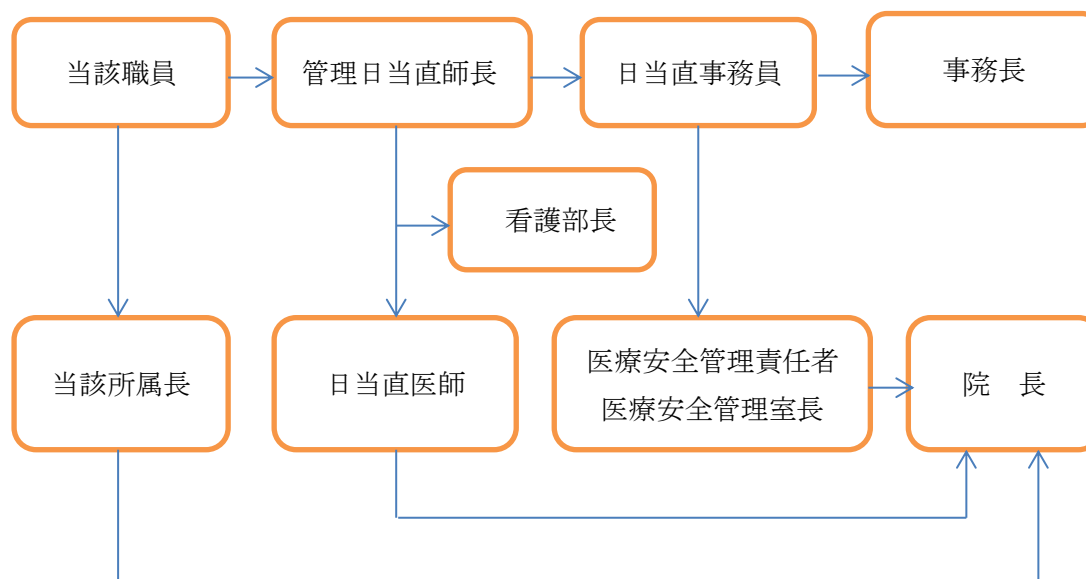 当該職員
管理日当直師長
日当直事務員
事務長
看護部長
当該所属長
日当直医師
医療安全管理責任者
医療安全管理室長
院　長